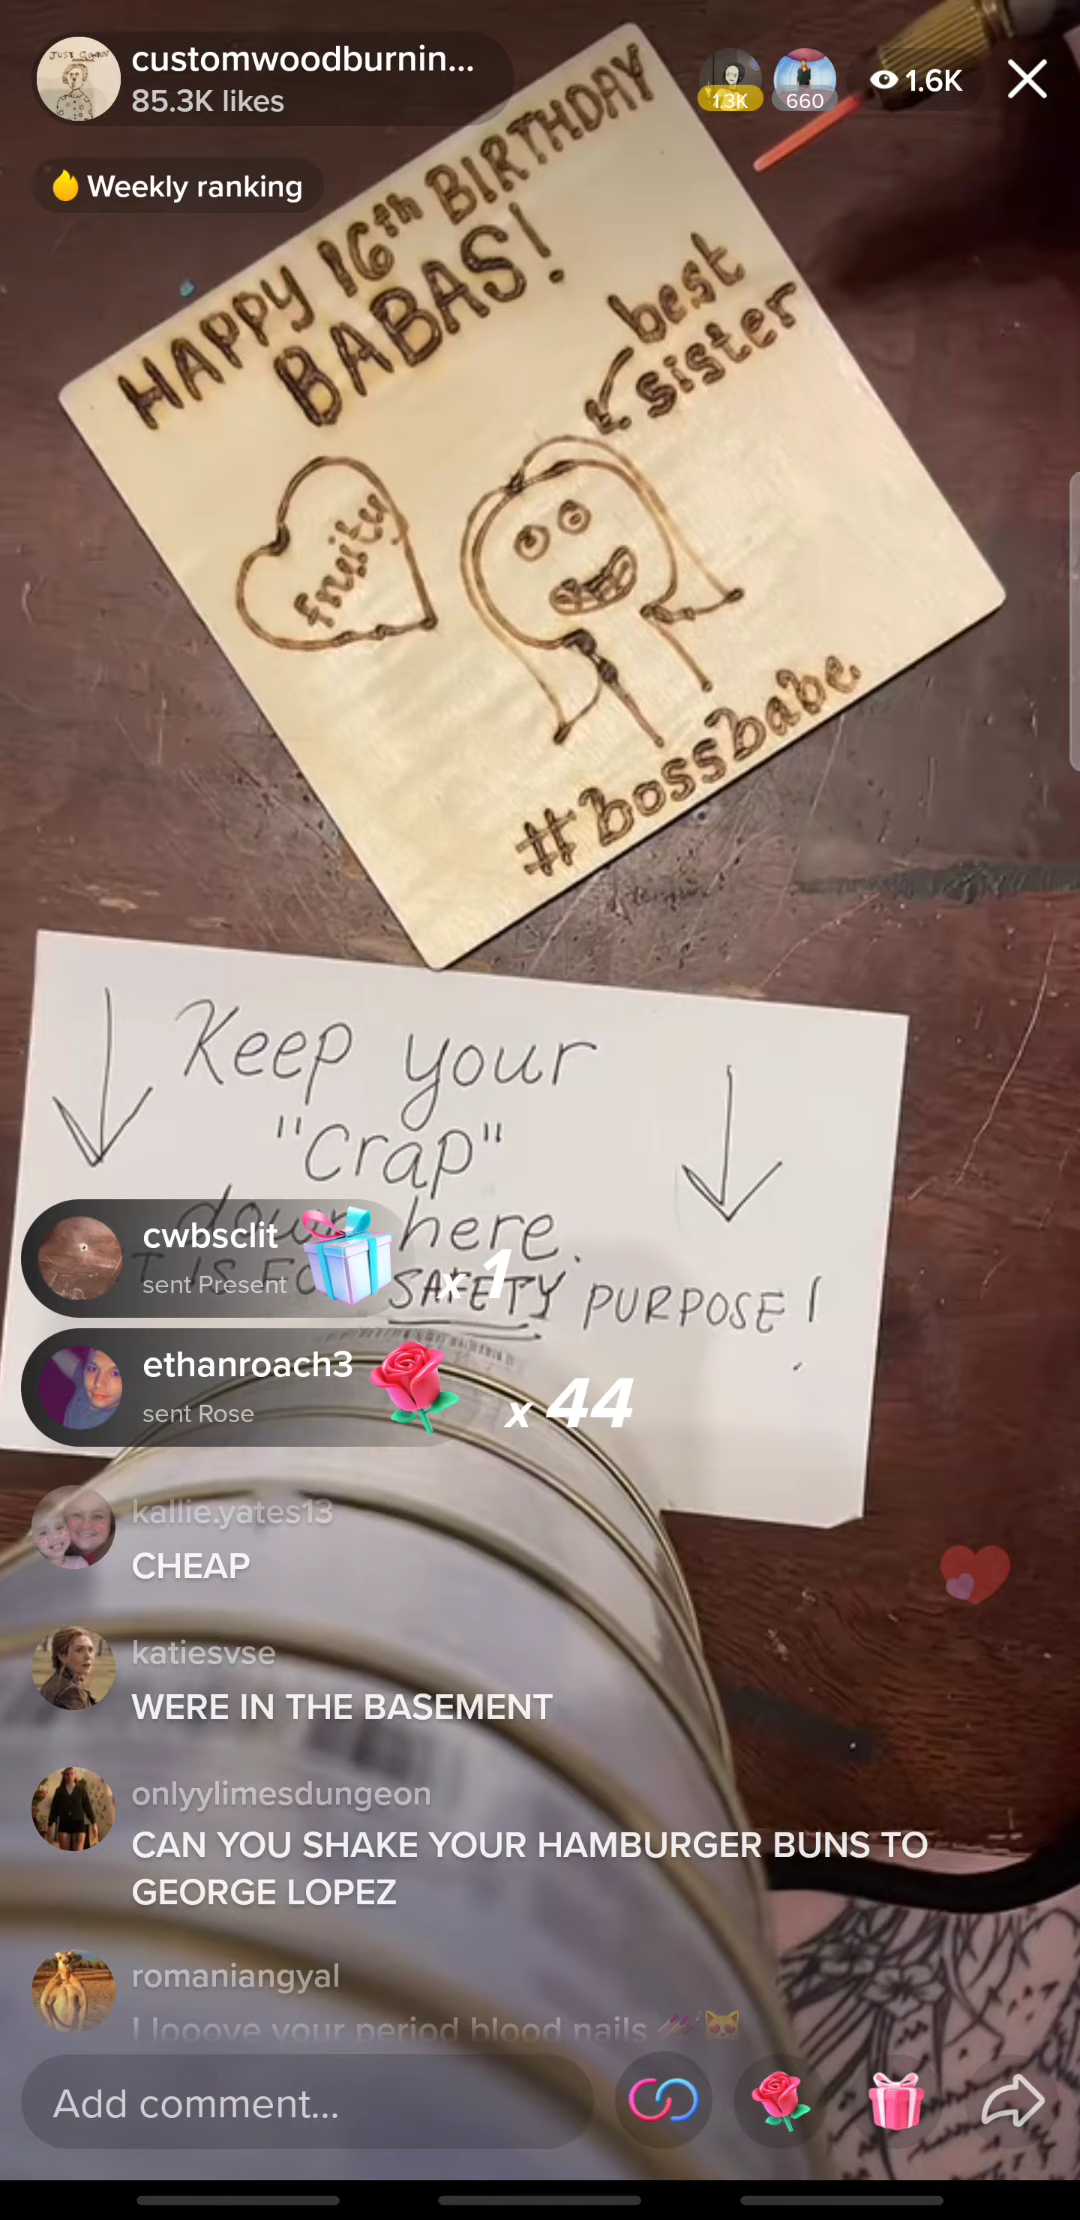 customwoodburnin...
85.3K likes
1.3K
660
1.6K
Weekly ranking
HAPPY 16th BIRTHDAY
BABAS!
best
sister
fruity
#bossbabe
Keep your
"Crap"
down here.
SAFETY PURPOSE!
cwbsclit
sent Present
x 1
ethanroach3
sent Rose
x 44
kallie.yates13
CHEAP
katiesvse
WERE IN THE BASEMENT
onlyylimesdungeon
CAN YOU SHAKE YOUR HAMBURGER BUNS TO
GEORGE LOPEZ
romaniangyal
I looove your period blood nails 💅 😻
Add comment...